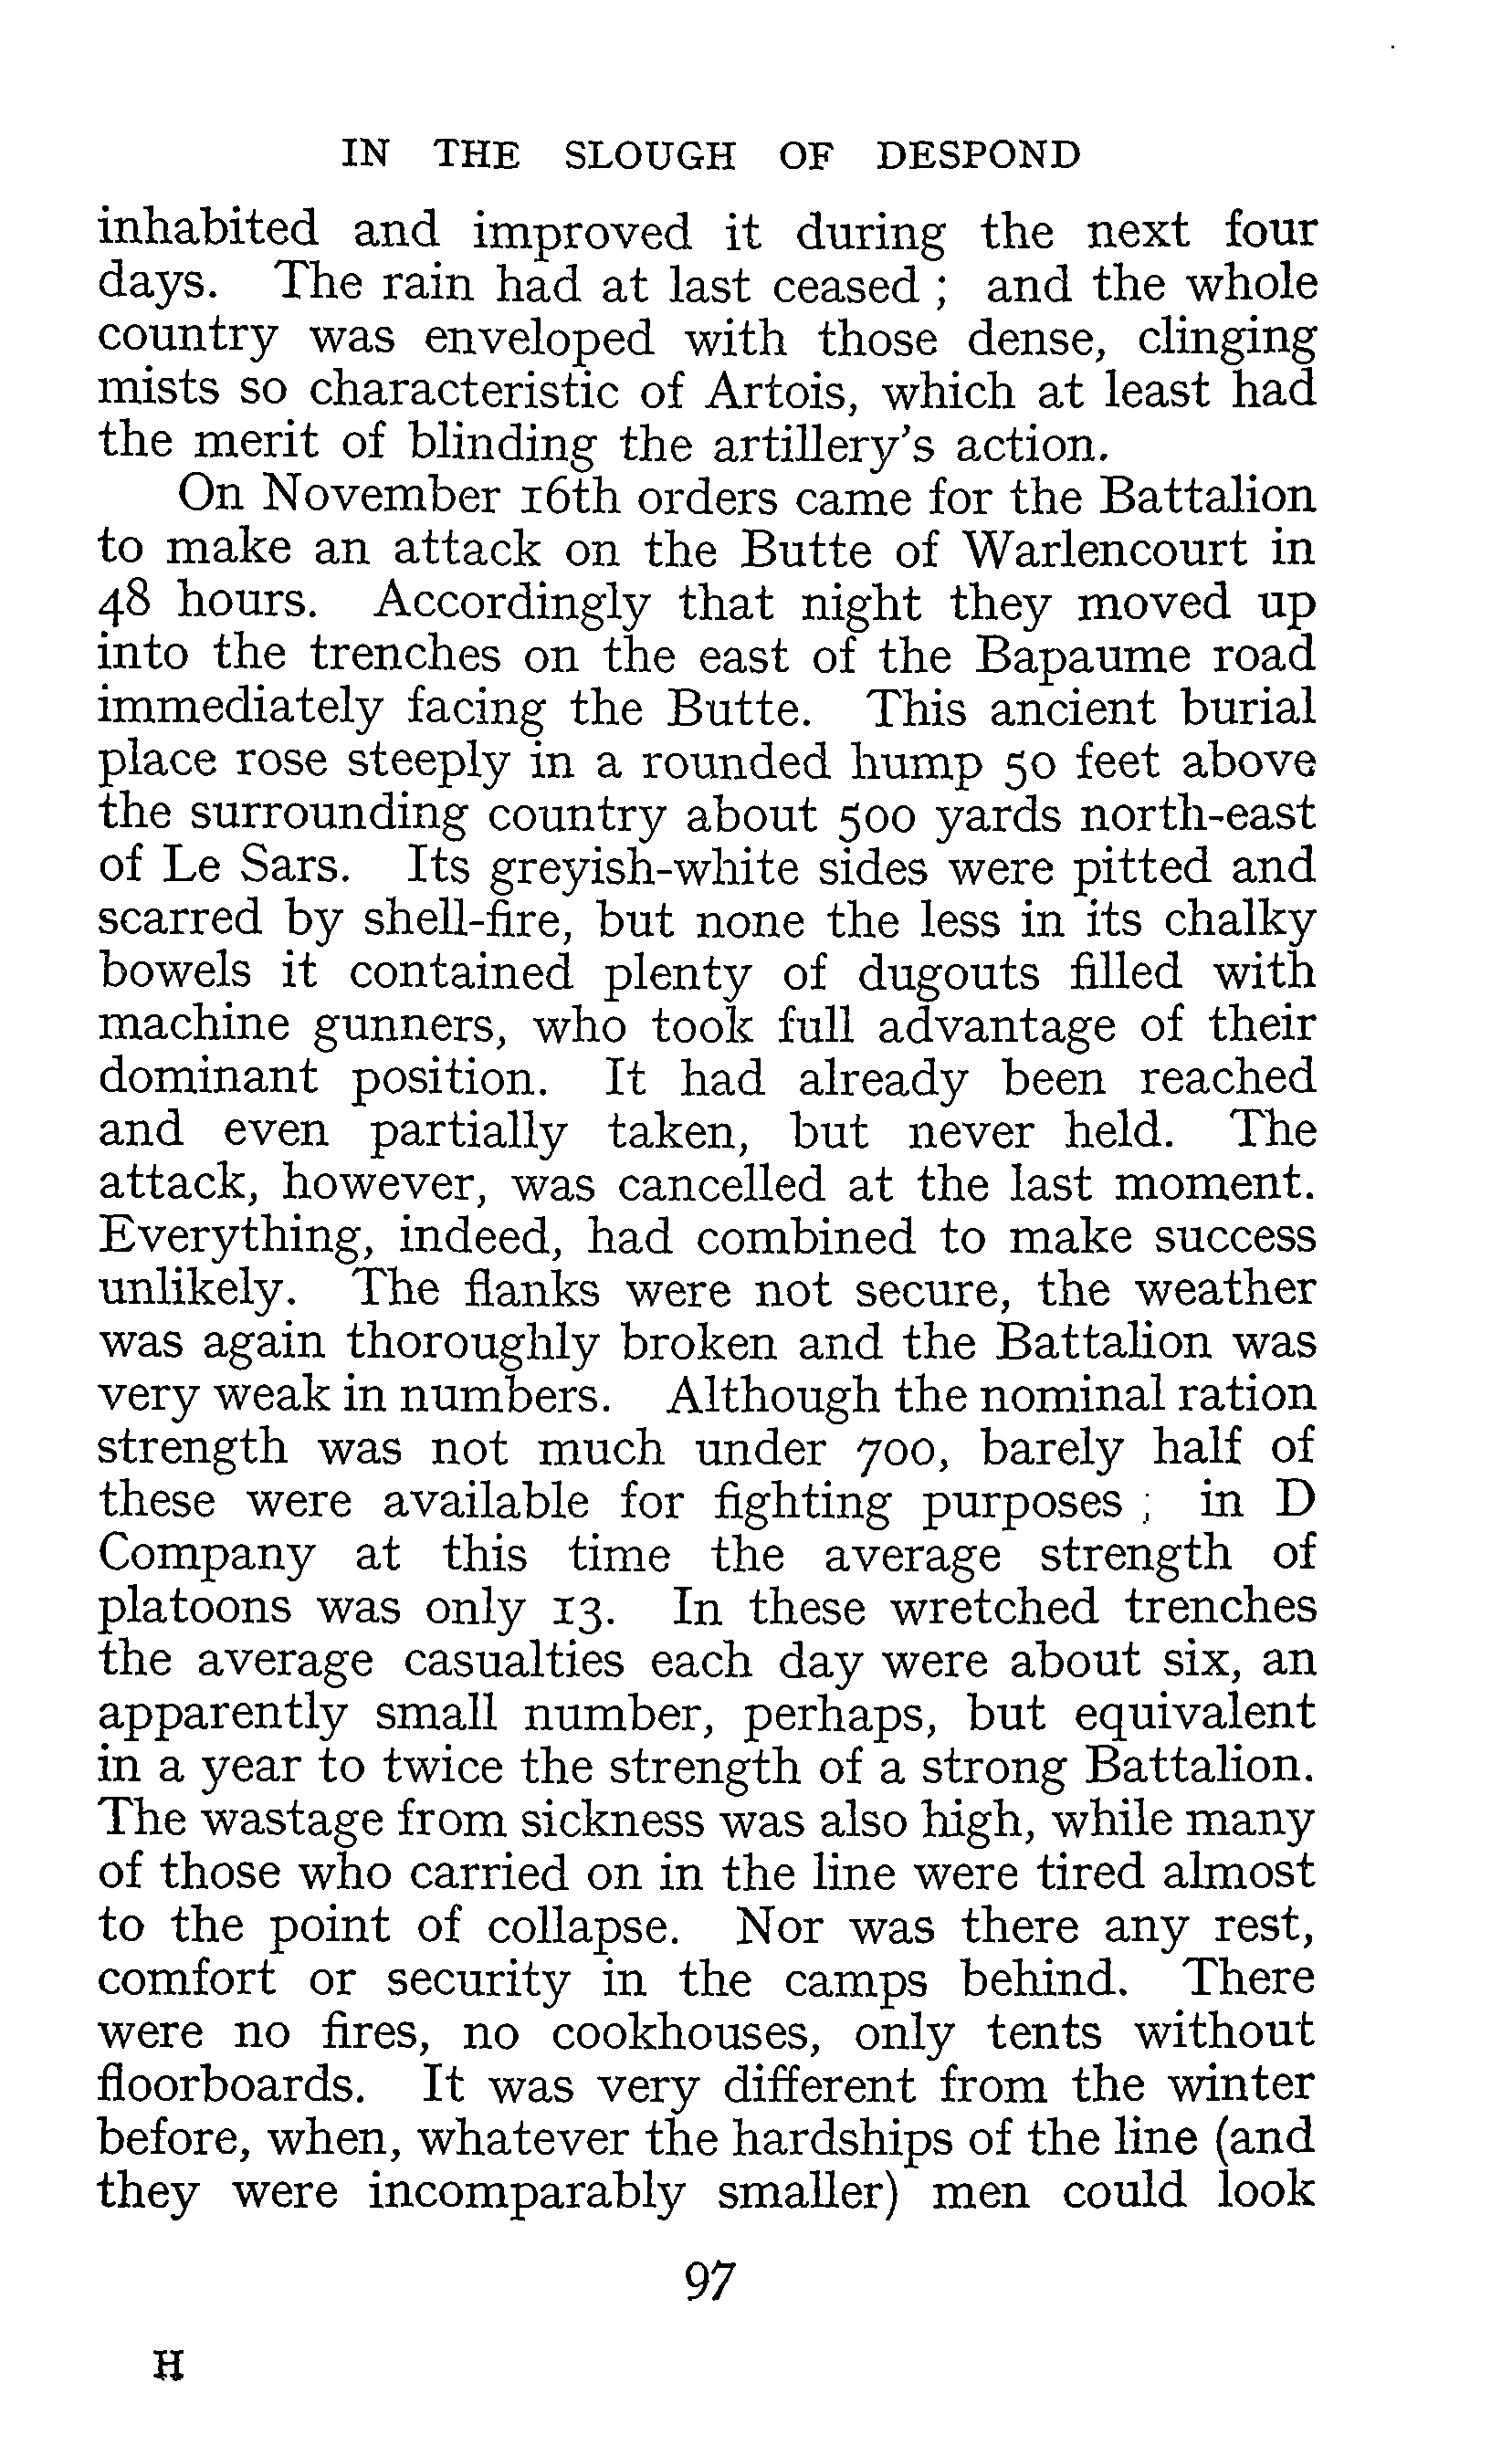 IN THE SLOUGH OF DESPOND
inhabited and improved it during the next four
days. The rain had at last ceased ; and the whole
country was enveloped with those dense, clinging
mists so characteristic of Artois, which at least had
the merit of blinding the artillery's action.
On November 16th orders came for the Battalion
to make an attack on the Butte of Warlencourt in
48 hours. Accordingly that night they moved up
into the trenches on the east of the Bapaume road
immediately facing the Butte. This ancient burial
place rose steeply in a rounded hump 50 feet above
the surrounding country about 500 yards north-east
of Le Sars. Its greyish-white sides were pitted and
scarred by shell-fire, but none the less in its chalky
bowels it contained plenty of dugouts filled with
machine gunners, who took full advantage of their
dominant position. It had already been reached
and even partially taken, but never held. The
attack, however, was cancelled at the last moment.
Everything, indeed, had combined to make success
unlikely. The flanks were not secure, the weather
was again thoroughly broken and the Battalion was
very weak in numbers. Although the nominal ration
strength was not much under 700, barely half of
these were available for fighting purposes ; in D
Company at this time the average strength of
platoons was only 13. In these wretched trenches
the average casualties each day were about six, an
apparently small number, perhaps, but equivalent
in a year to twice the strength of a strong Battalion.
The wastage from sickness was also high, while many
of those who carried on in the line were tired almost
to the point of collapse. Nor was there any rest,
comfort or security in the camps behind. There
were no fires, no cookhouses, only tents without
floorboards. It was very different from the winter
before, when, whatever the hardships of the line (and
they were incomparably smaller) men could look
97
H